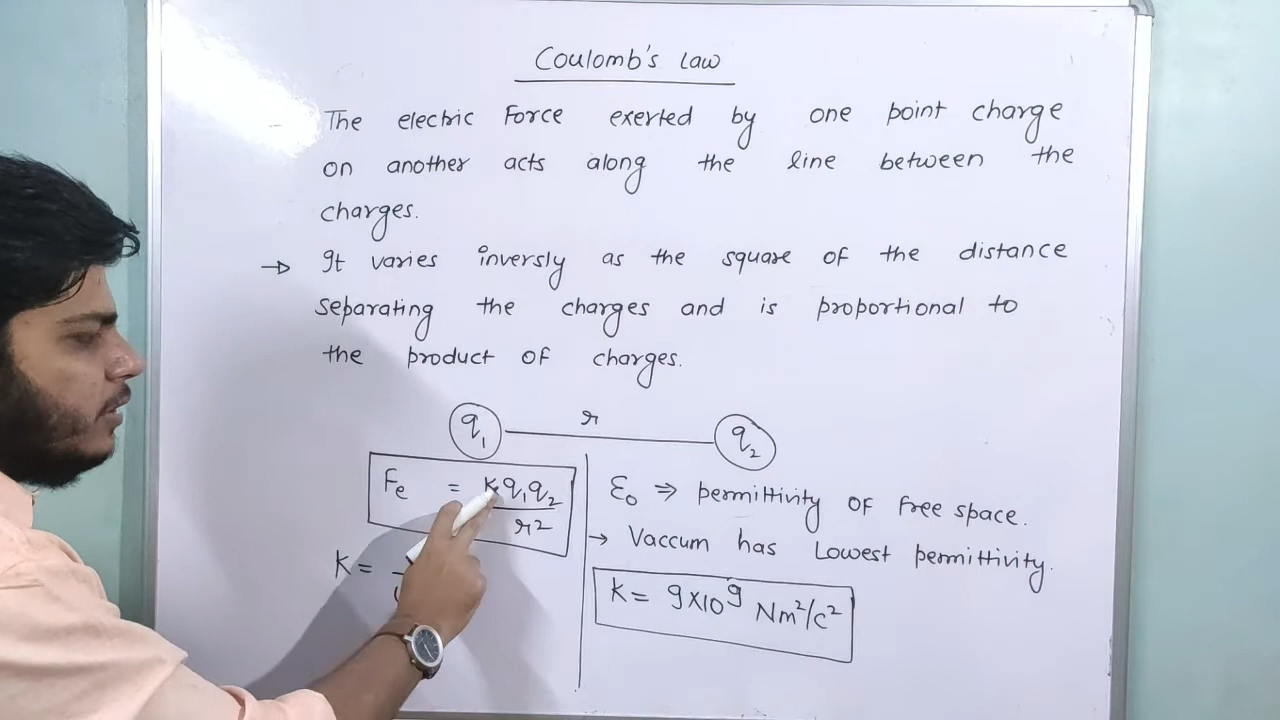 Coulomb's Law
The electric Force exerted by one point charge
on another acts along the line between the
charges.
→ It varies inversly as the square of the distance
separating the charges and is proportional to
the product of charges.
q₁ r q₂
Fe = Kq₁q₂
r²
K =
ε₀ ⇒ permittivity of free space.
→ Vaccum has Lowest permittivity.
K = 9×10⁹ Nm²/c²